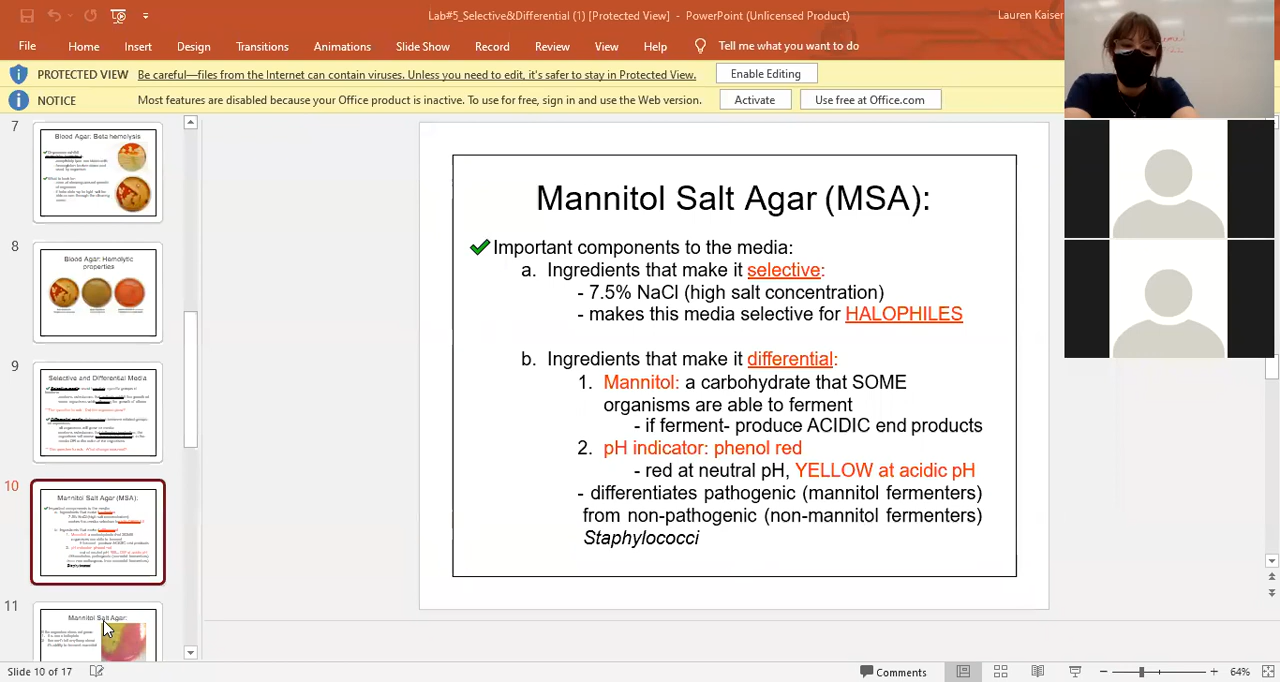 Lab#5_Selective&Differential (1) [Protected View] - PowerPoint (Unlicensed Product)
Lauren Kaiser
File Home Insert Design Transitions Animations Slide Show Record Review View Help Tell me what you want to do
PROTECTED VIEW Be careful—files from the Internet can contain viruses. Unless you need to edit, it's safer to stay in Protected View. Enable Editing
NOTICE Most features are disabled because your Office product is inactive. To use for free, sign in and use the Web version. Activate Use free at Office.com
7
Blood Agar: Beta hemolysis
8
Blood Agar: Hemolytic
properties
9
Selective and Differential Media
10
Mannitol Salt Agar (MSA):
11
Mannitol Salt Agar:
Mannitol Salt Agar (MSA):
Important components to the media:
a. Ingredients that make it selective:
- 7.5% NaCl (high salt concentration)
- makes this media selective for HALOPHILES
b. Ingredients that make it differential:
1. Mannitol: a carbohydrate that SOME
organisms are able to ferment
- if ferment- produce ACIDIC end products
2. pH indicator: phenol red
- red at neutral pH, YELLOW at acidic pH
- differentiates pathogenic (mannitol fermenters)
from non-pathogenic (non-mannitol fermenters)
Staphylococci
Slide 10 of 17
Comments
64%